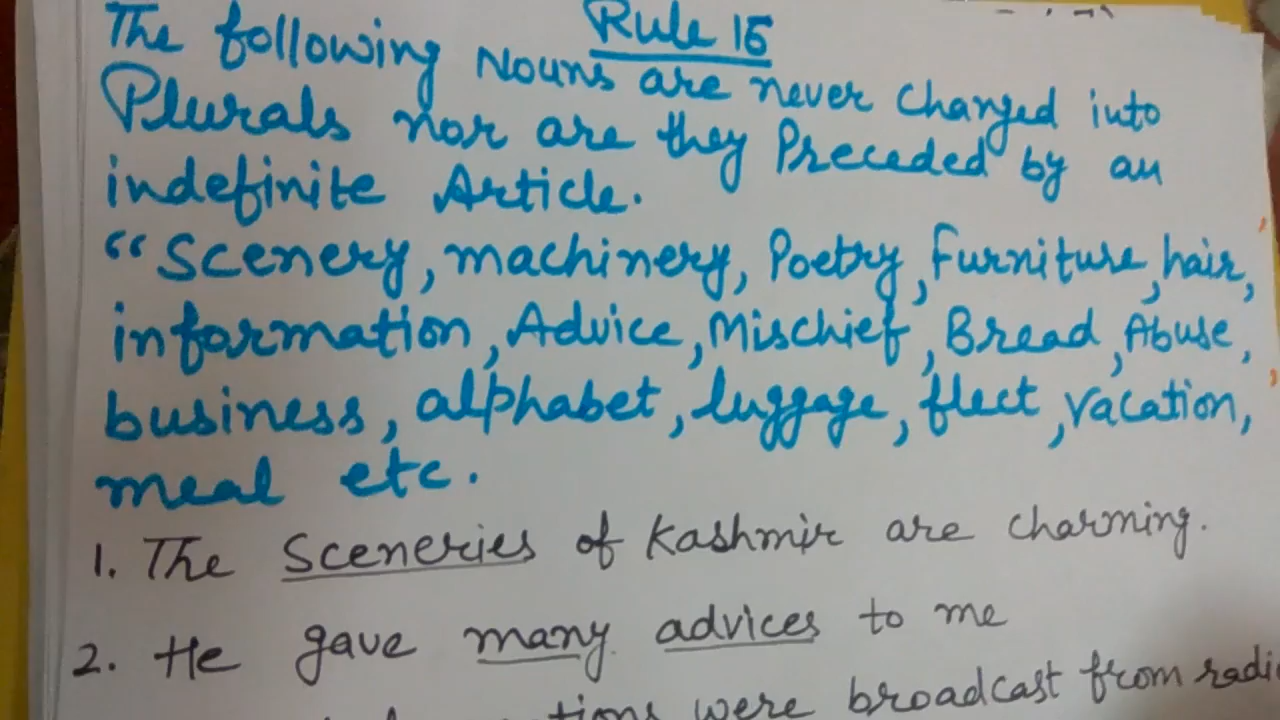 Rule 15
The following Nouns are never changed into
Plurals nor are they Preceded by an
indefinite Article.
“Scenery, machinery, Poetry, Furniture, hair,
information, Advice, Mischief, Bread, Abuse,
business, alphabet, luggage, flect, vacation,
meal etc.
1. The Sceneries of Kashmir are charming.
2. He gave many advices to me
were broadcast from radio